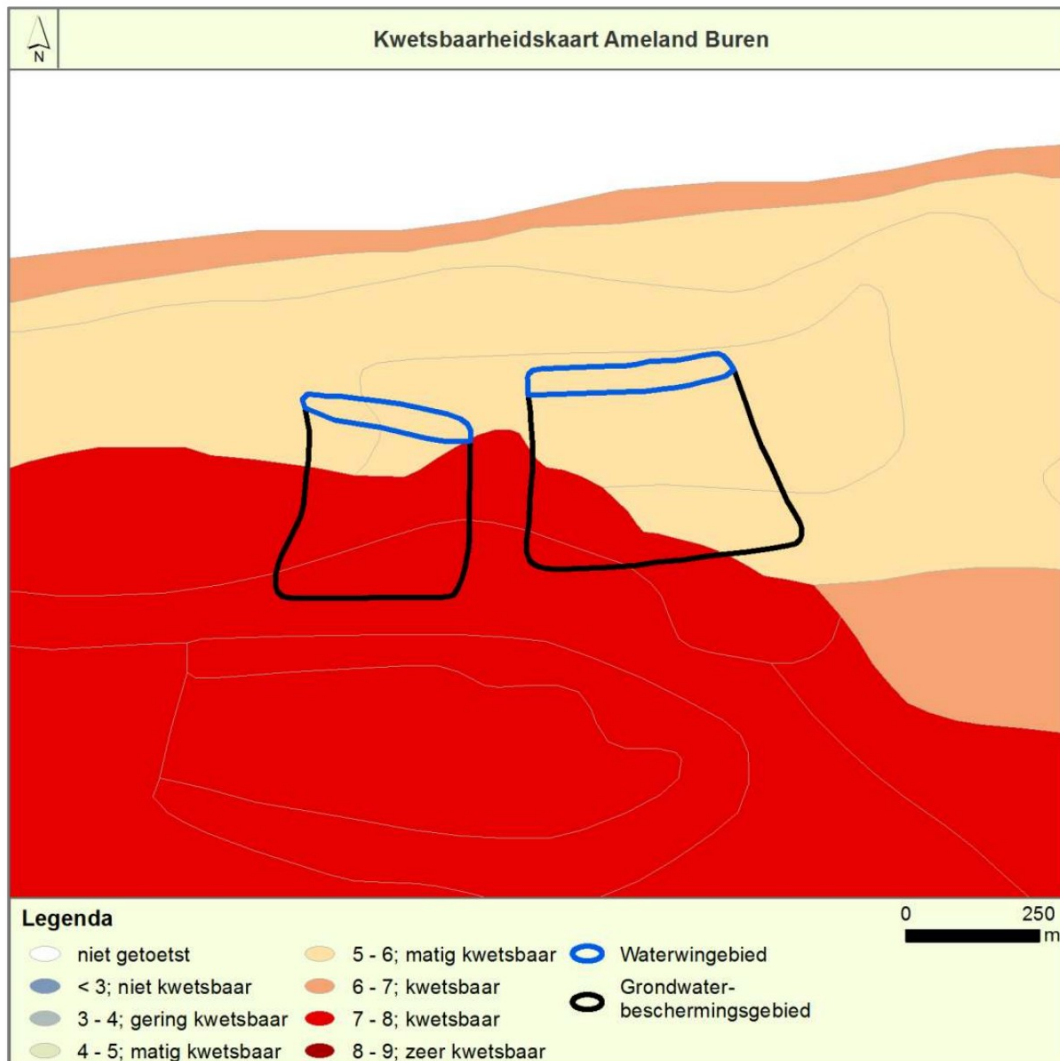 N
Kwetsbaarheidskaart Ameland Buren
Legenda
niet getoetst
< 3; niet kwetsbaar
3 - 4; gering kwetsbaar
4 - 5; matig kwetsbaar
5 - 6; matig kwetsbaar
6 - 7; kwetsbaar
7 - 8; kwetsbaar
8 - 9; zeer kwetsbaar
Waterwingebied
Grondwater-
beschermingsgebied
0 250
m